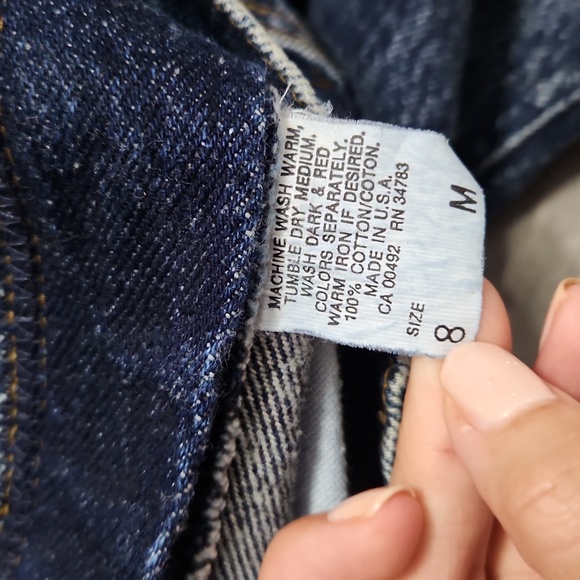 MACHINE WASH WARM,
TUMBLE DRY MEDIUM.
WASH DARK & RED
COLORS SEPARATELY.
WARM IRON IF DESIRED.
100% COTTON/COTON.
MADE IN U.S.A.
CA 00492 RN 34783
SIZE
8
M